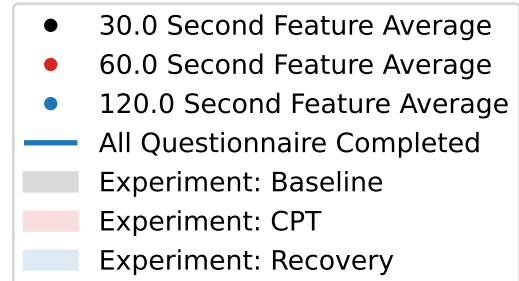 30.0 Second Feature Average
60.0 Second Feature Average
120.0 Second Feature Average
All Questionnaire Completed
Experiment: Baseline
Experiment: CPT
Experiment: Recovery